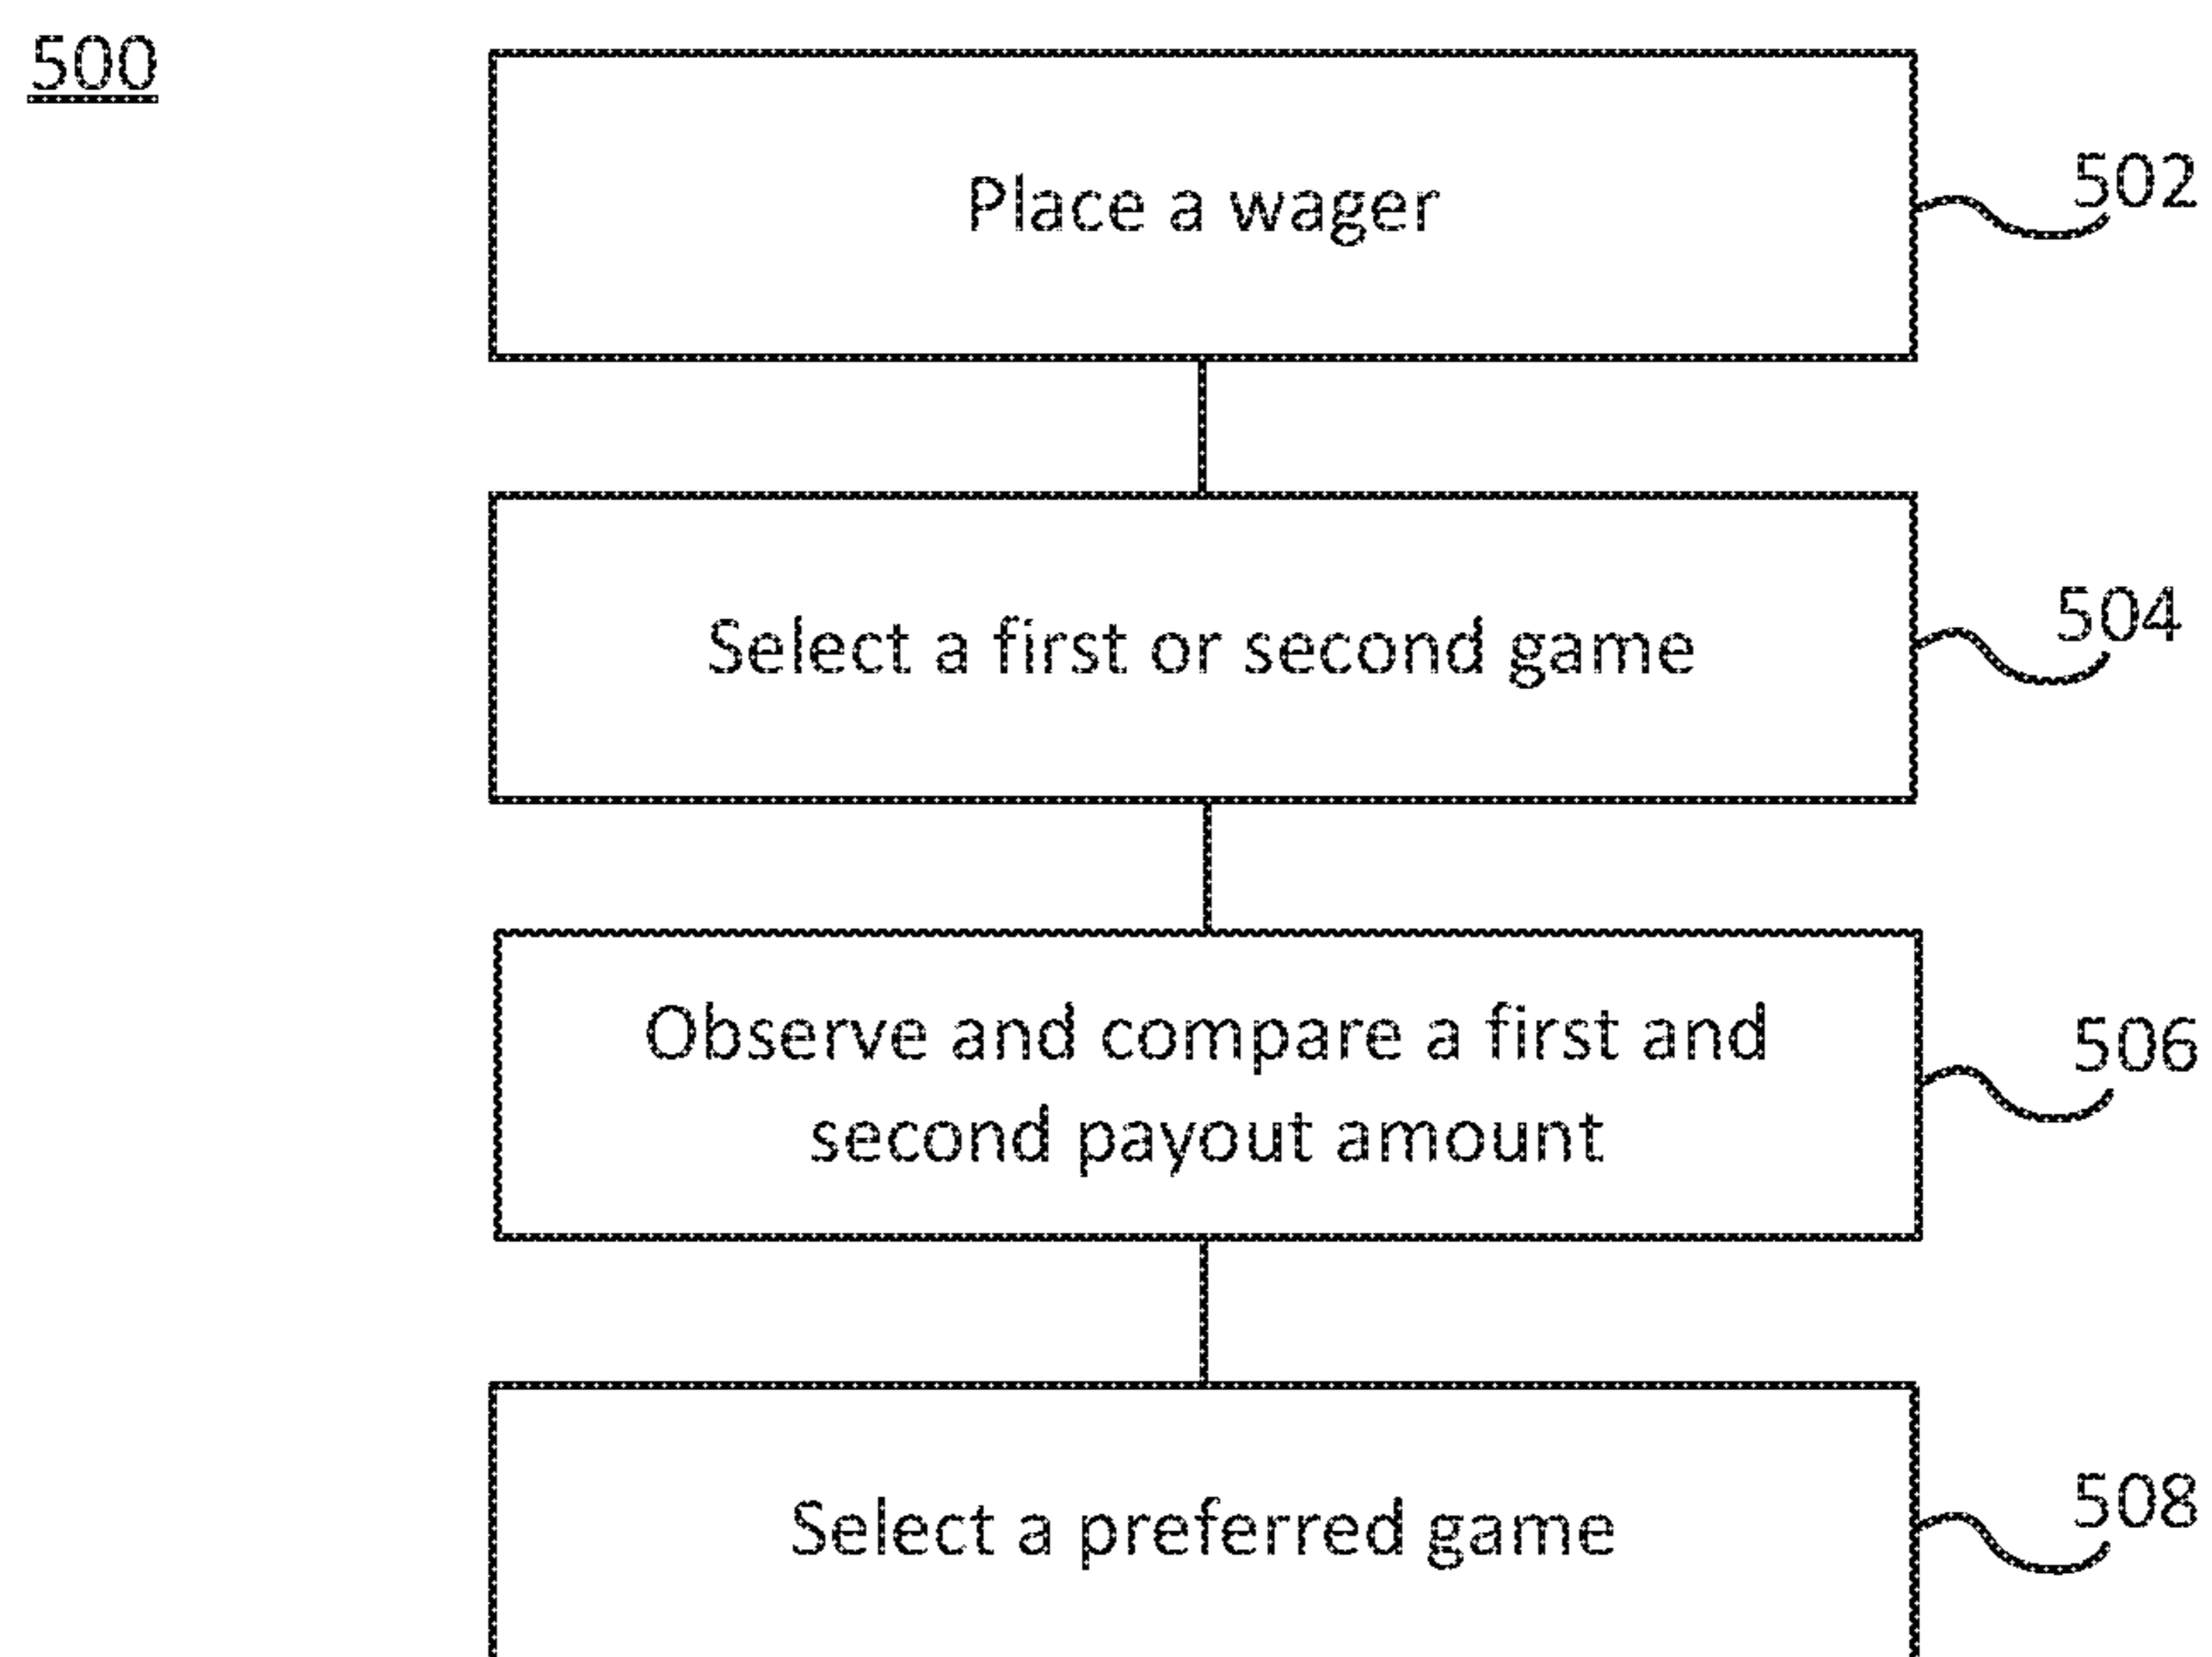 500
Place a wager
502
Select a first or second game
504
Observe and compare a first and
second payout amount
506
Select a preferred game
508